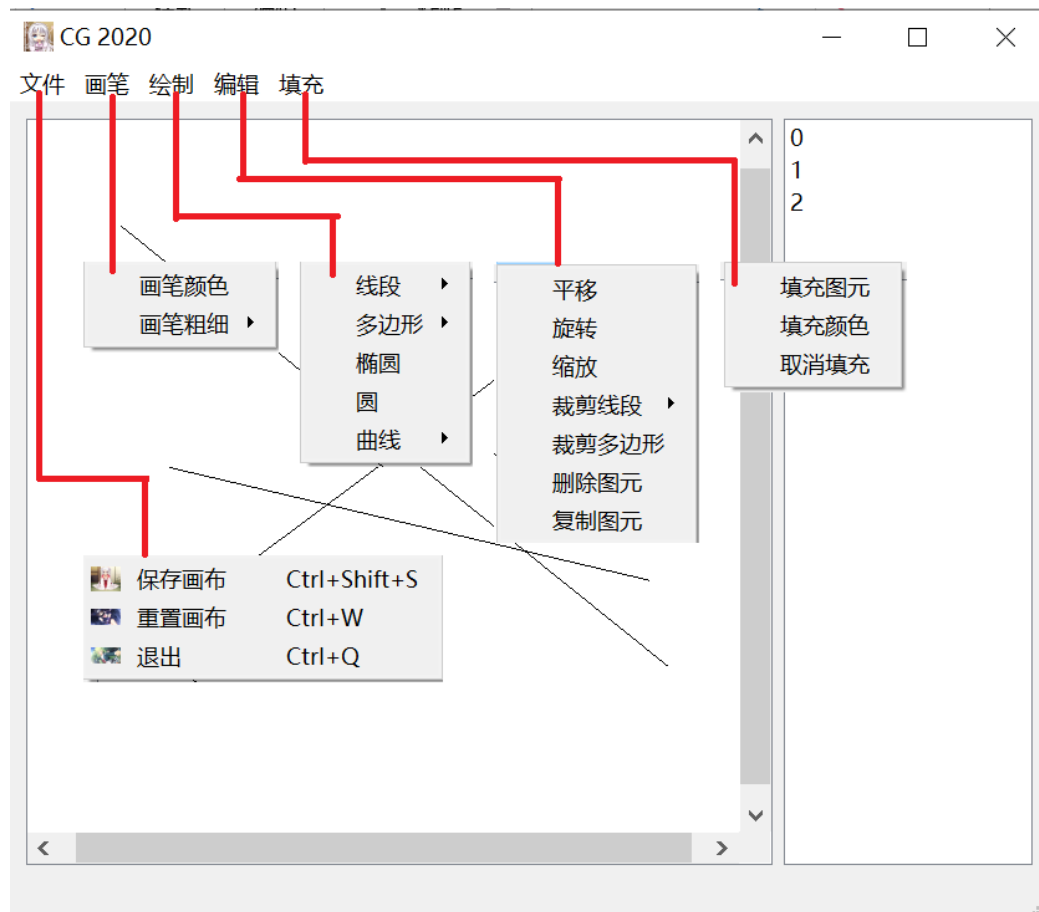 CG 2020
文件 画笔 绘制 编辑 填充
0
1
2
画笔颜色
画笔粗细
线段
多边形
椭圆
圆
曲线
平移
旋转
缩放
裁剪线段
裁剪多边形
删除图元
复制图元
填充图元
填充颜色
取消填充
保存画布 Ctrl+Shift+S
重置画布 Ctrl+W
退出 Ctrl+Q